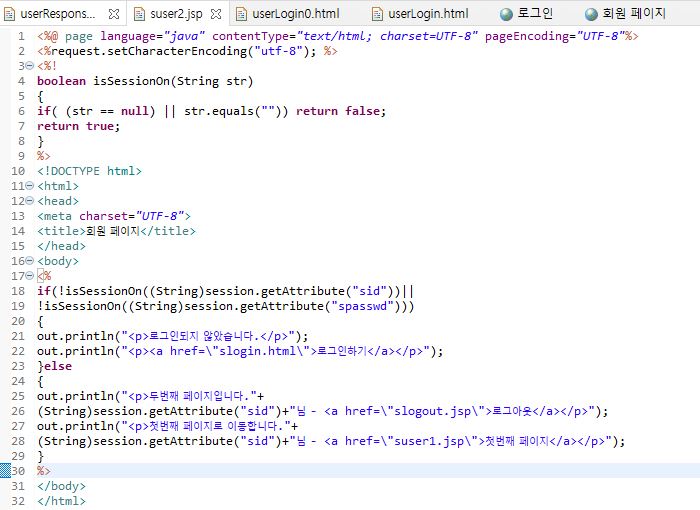 userRespons... suser2.jsp userLogin0.html userLogin.html 로그인 회원 페이지
1 <%@ page language="java" contentType="text/html; charset=UTF-8" pageEncoding="UTF-8"%>
2 <%request.setCharacterEncoding("utf-8"); %>
3 <%!
4 boolean isSessionOn(String str)
5 {
6 if( (str == null) || str.equals("")) return false;
7 return true;
8 }
9 %>
10 <!DOCTYPE html>
11 <html>
12 <head>
13 <meta charset="UTF-8">
14 <title>회원 페이지</title>
15 </head>
16 <body>
17 <%
18 if(!isSessionOn((String)session.getAttribute("sid"))||
19 !isSessionOn((String)session.getAttribute("spasswd")))
20 {
21 out.println("<p>로그인되지 않았습니다.</p>");
22 out.println("<p><a href=\"slogin.html\">로그인하기</a></p>");
23 }else
24 {
25 out.println("<p>두번째 페이지입니다."+
26 (String)session.getAttribute("sid")+"님 - <a href=\"slogout.jsp\">로그아웃</a></p>");
27 out.println("<p>첫번째 페이지로 이동합니다."+
28 (String)session.getAttribute("sid")+"님 - <a href=\"suser1.jsp\">첫번째 페이지</a></p>");
29 }
30 %>
31 </body>
32 </html>